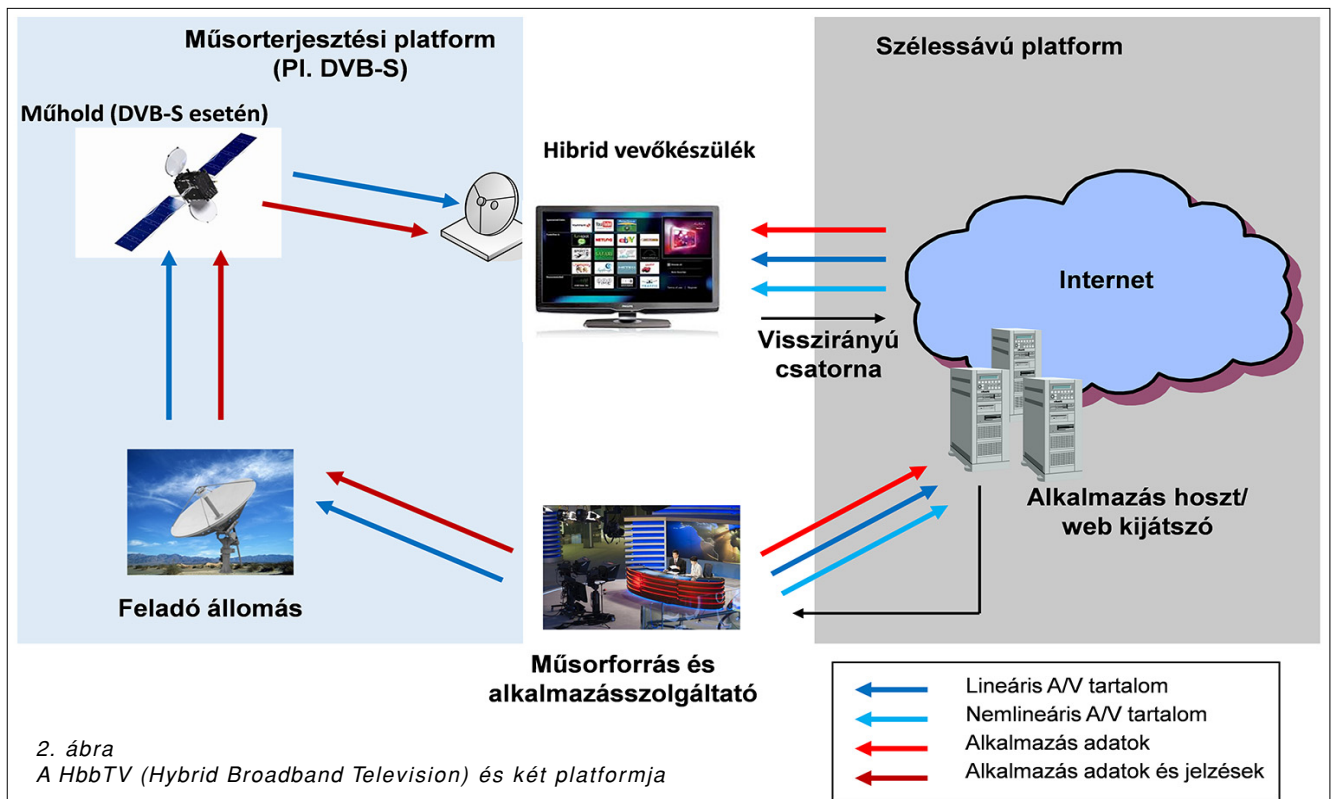 Műsorterjesztési platform
(Pl. DVB-S)
Szélessávú platform
Műhold (DVB-S esetén)
Hibrid vevőkészülék
Internet
Visszirányú
csatorna
Alkalmazás hoszt/
web kijátszó
Feladó állomás
Műsorforrás és
alkalmazásszolgáltató
Lineáris A/V tartalom
Nemlineáris A/V tartalom
Alkalmazás adatok
Alkalmazás adatok és jelzések
2. ábra
A HbbTV (Hybrid Broadband Television) és két platformja